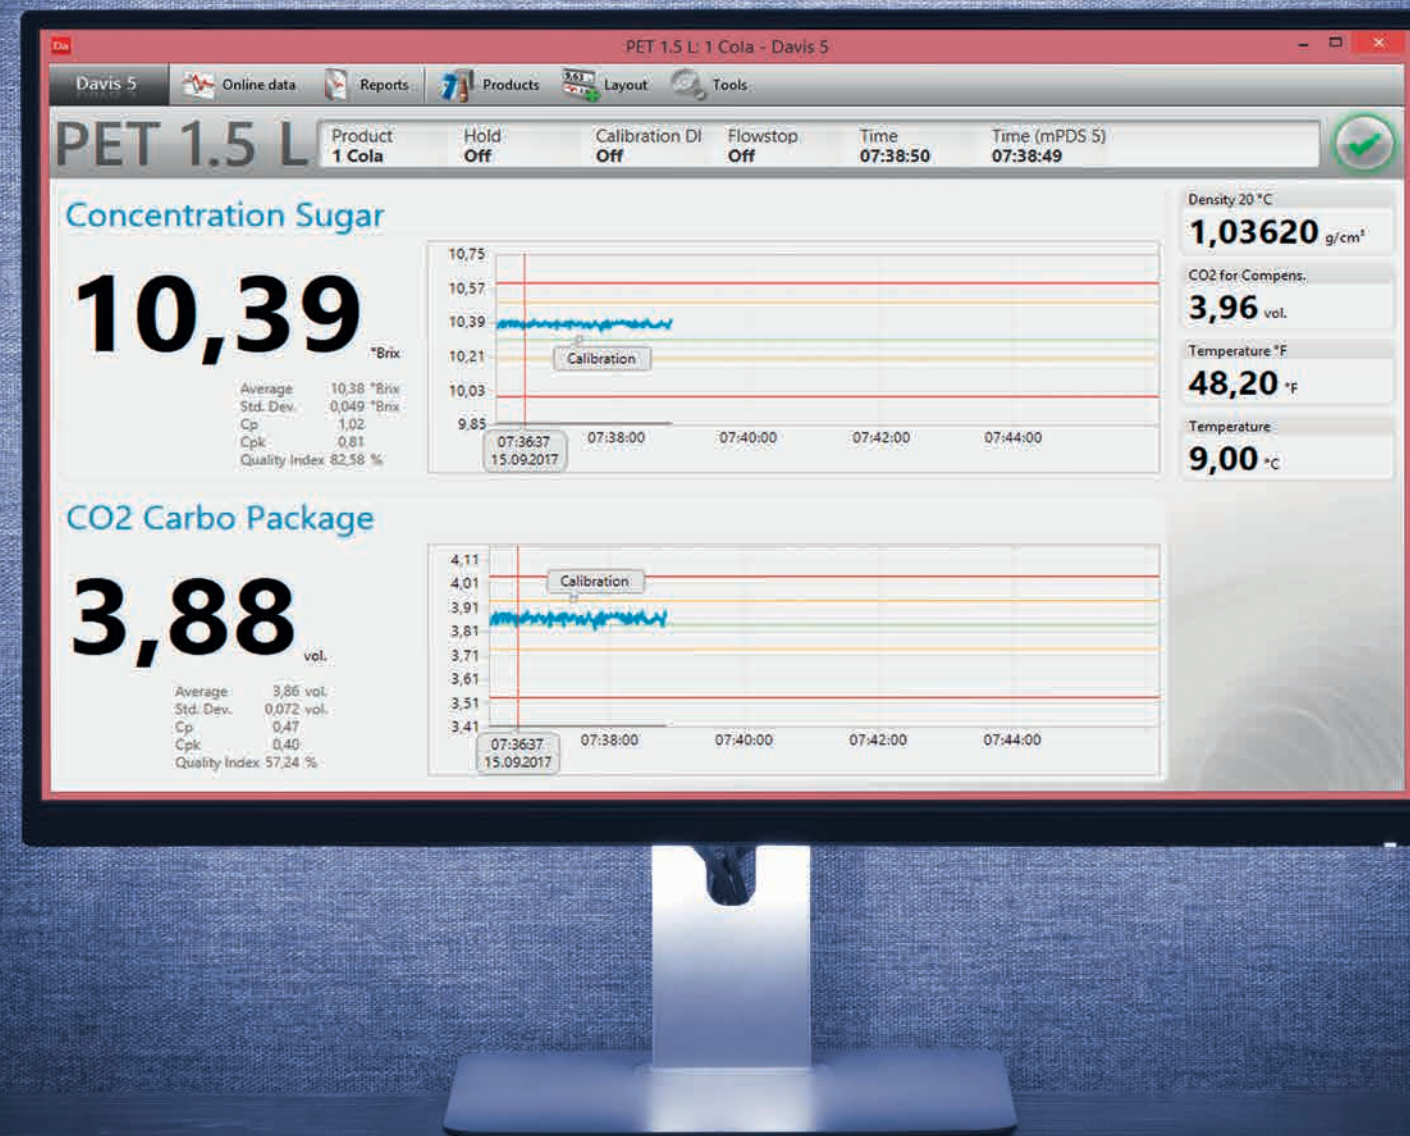 Da
PET 1.5 L: 1 Cola - Davis 5
Davis 5 Online data Reports Products Layout Tools
PET 1.5 L
Product Hold Calibration DI Flowstop Time Time (mPDS 5)
1 Cola Off Off Off 07:38:50 07:38:49
Concentration Sugar
10,39 °Brix
Average 10,38 °Brix
Std. Dev. 0,049 °Brix
Cp 1,02
Cpk 0,81
Quality Index 82,58 %
10,75
10,57
10,39
10,21
10,03
9,85
Calibration
07:36:37 07:38:00 07:40:00 07:42:00 07:44:00
15.09.2017
Density 20 °C
1,03620 g/cm³
CO2 for Compens.
3,96 vol.
Temperature °F
48,20 °F
Temperature
9,00 °C
CO2 Carbo Package
3,88 vol.
Average 3,86 vol.
Std. Dev. 0,072 vol.
Cp 0,47
Cpk 0,40
Quality Index 57,24 %
4,11
4,01
3,91
3,81
3,71
3,61
3,51
3,41
Calibration
07:36:37 07:38:00 07:40:00 07:42:00 07:44:00
15.09.2017